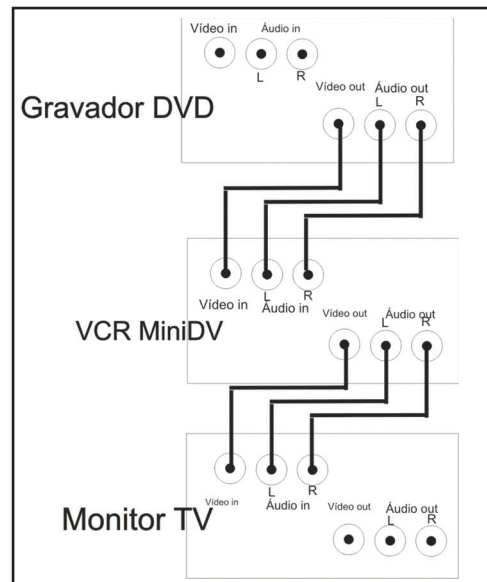 Vídeo in Áudio in
L R
Vídeo out Áudio out
L R
Gravador DVD
Vídeo in L Áudio in R
Vídeo out Áudio out
L R
VCR MiniDV
Vídeo in L Áudio in R
Monitor TV
Vídeo out Áudio out
L R